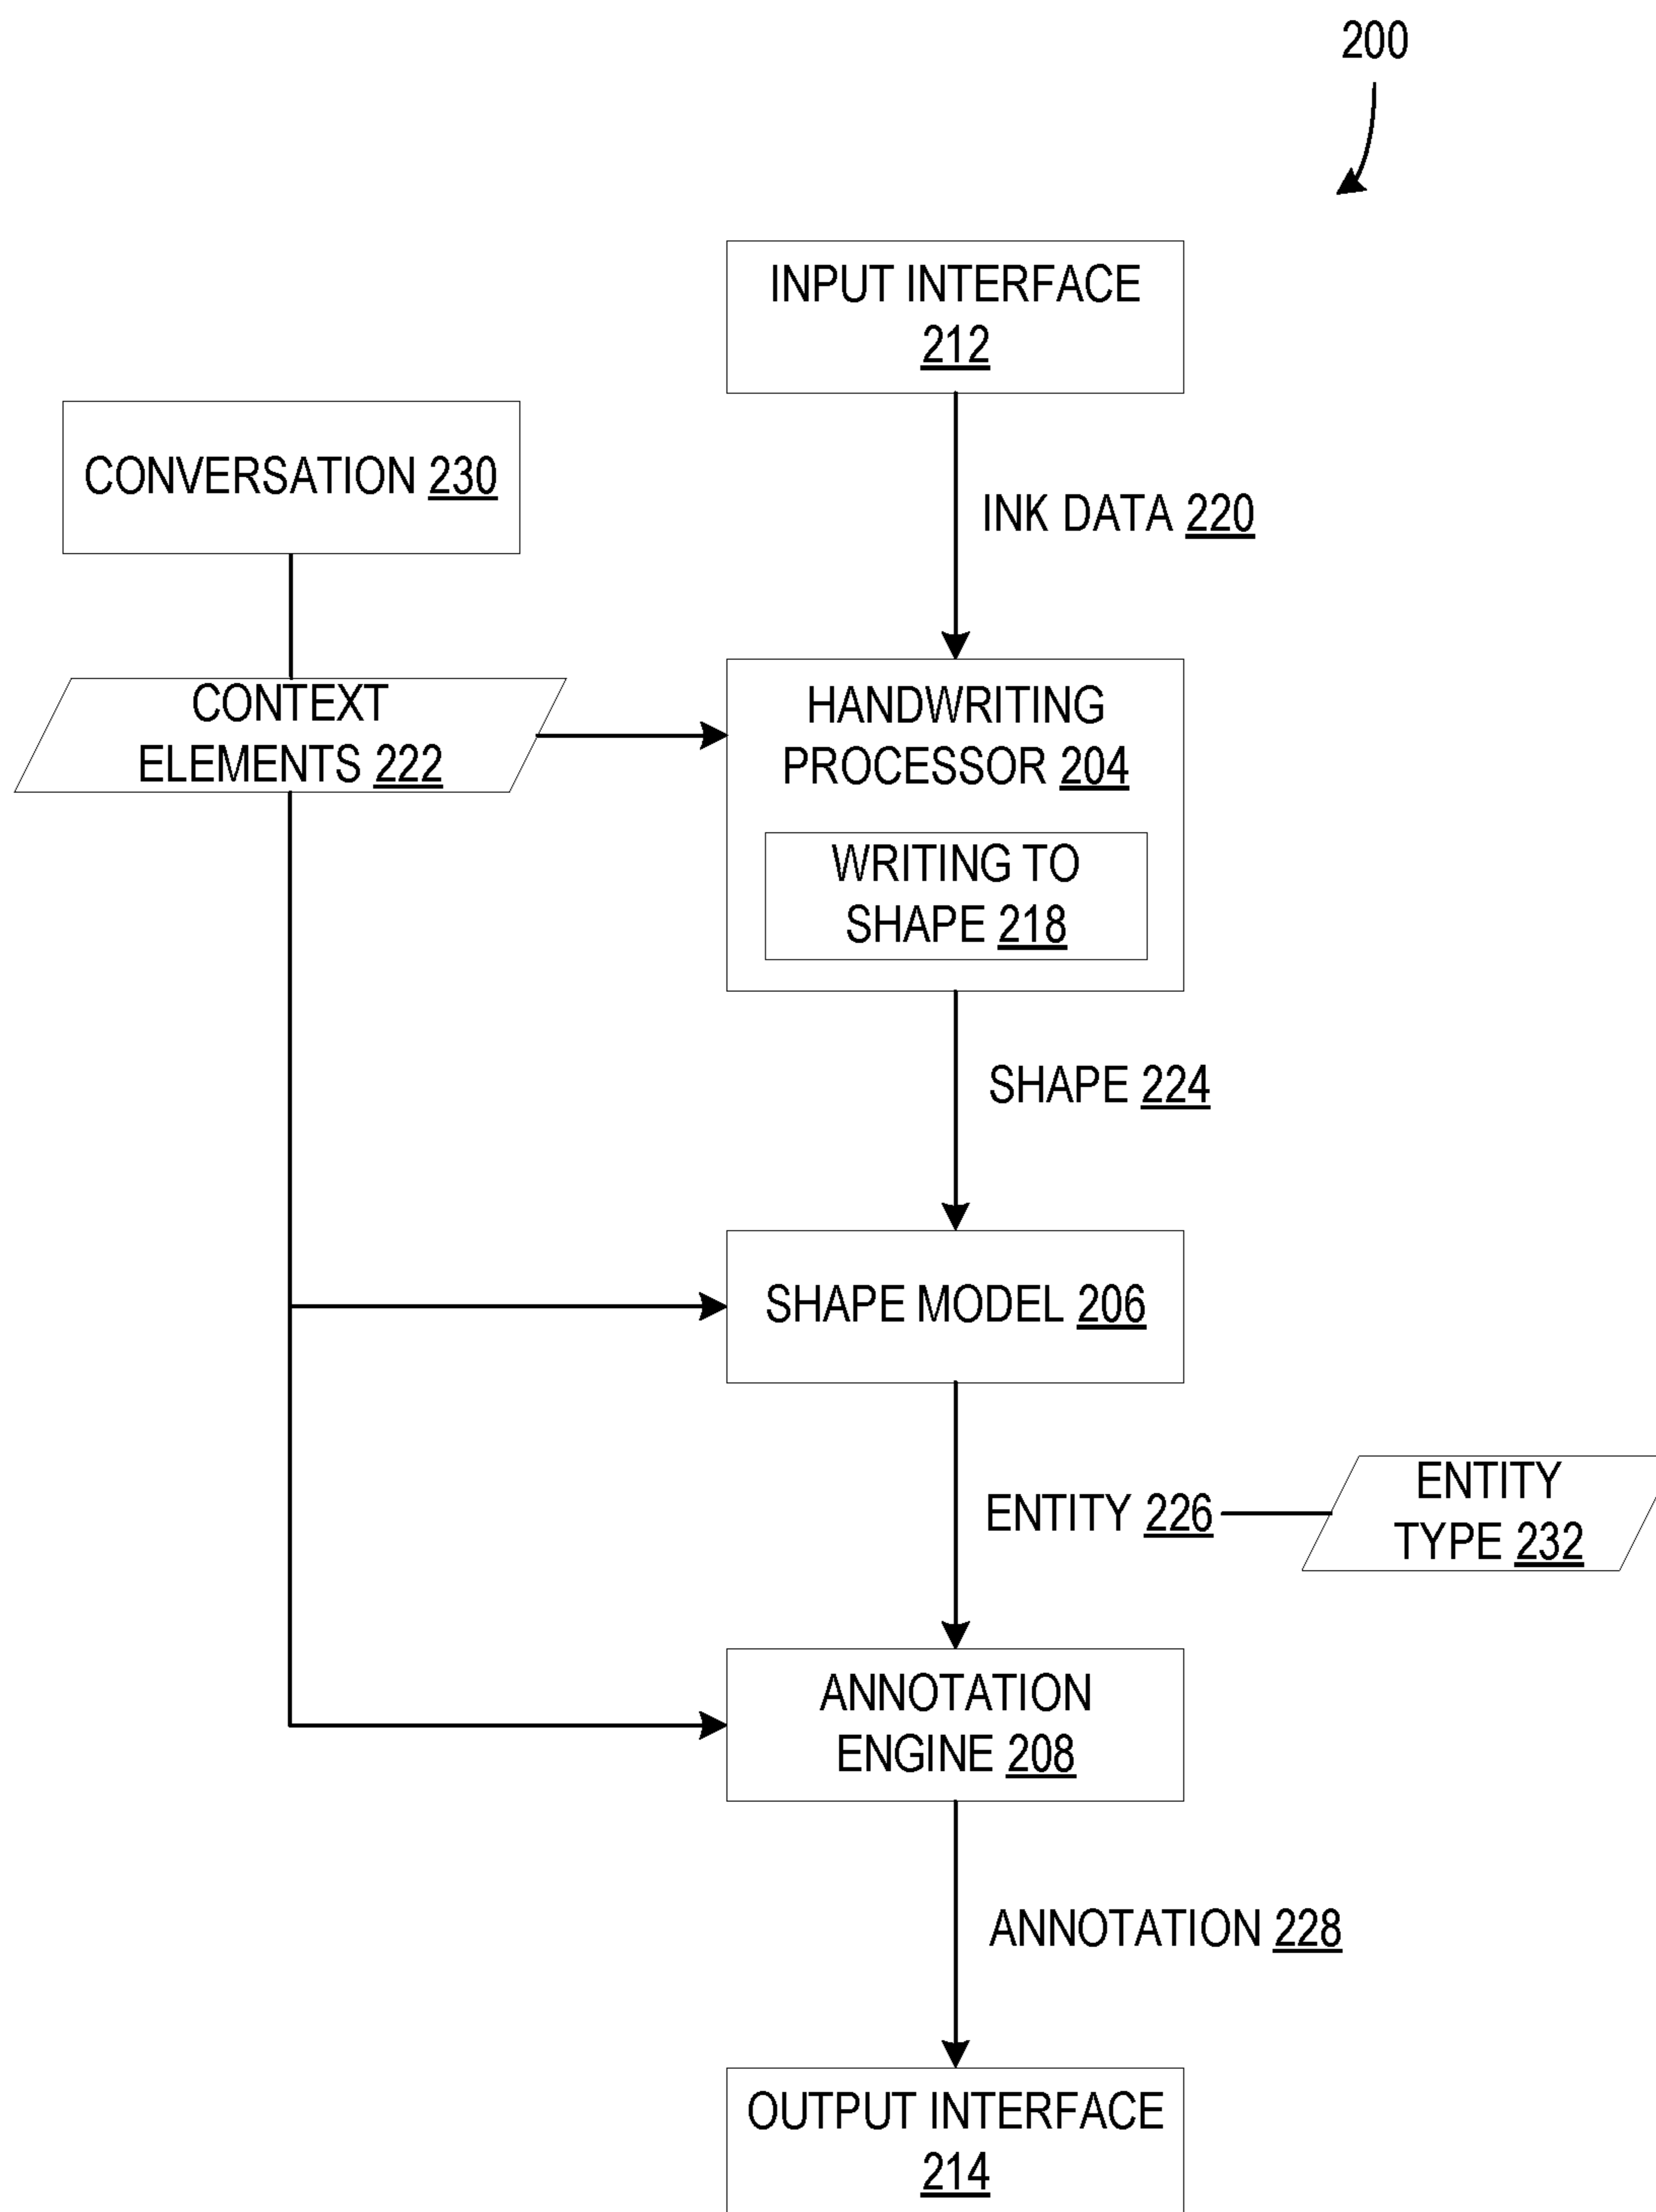 200
INPUT INTERFACE
212
CONVERSATION 230
INK DATA 220
CONTEXT
ELEMENTS 222
HANDWRITING
PROCESSOR 204
WRITING TO
SHAPE 218
SHAPE 224
SHAPE MODEL 206
ENTITY 226
ENTITY
TYPE 232
ANNOTATION
ENGINE 208
ANNOTATION 228
OUTPUT INTERFACE
214